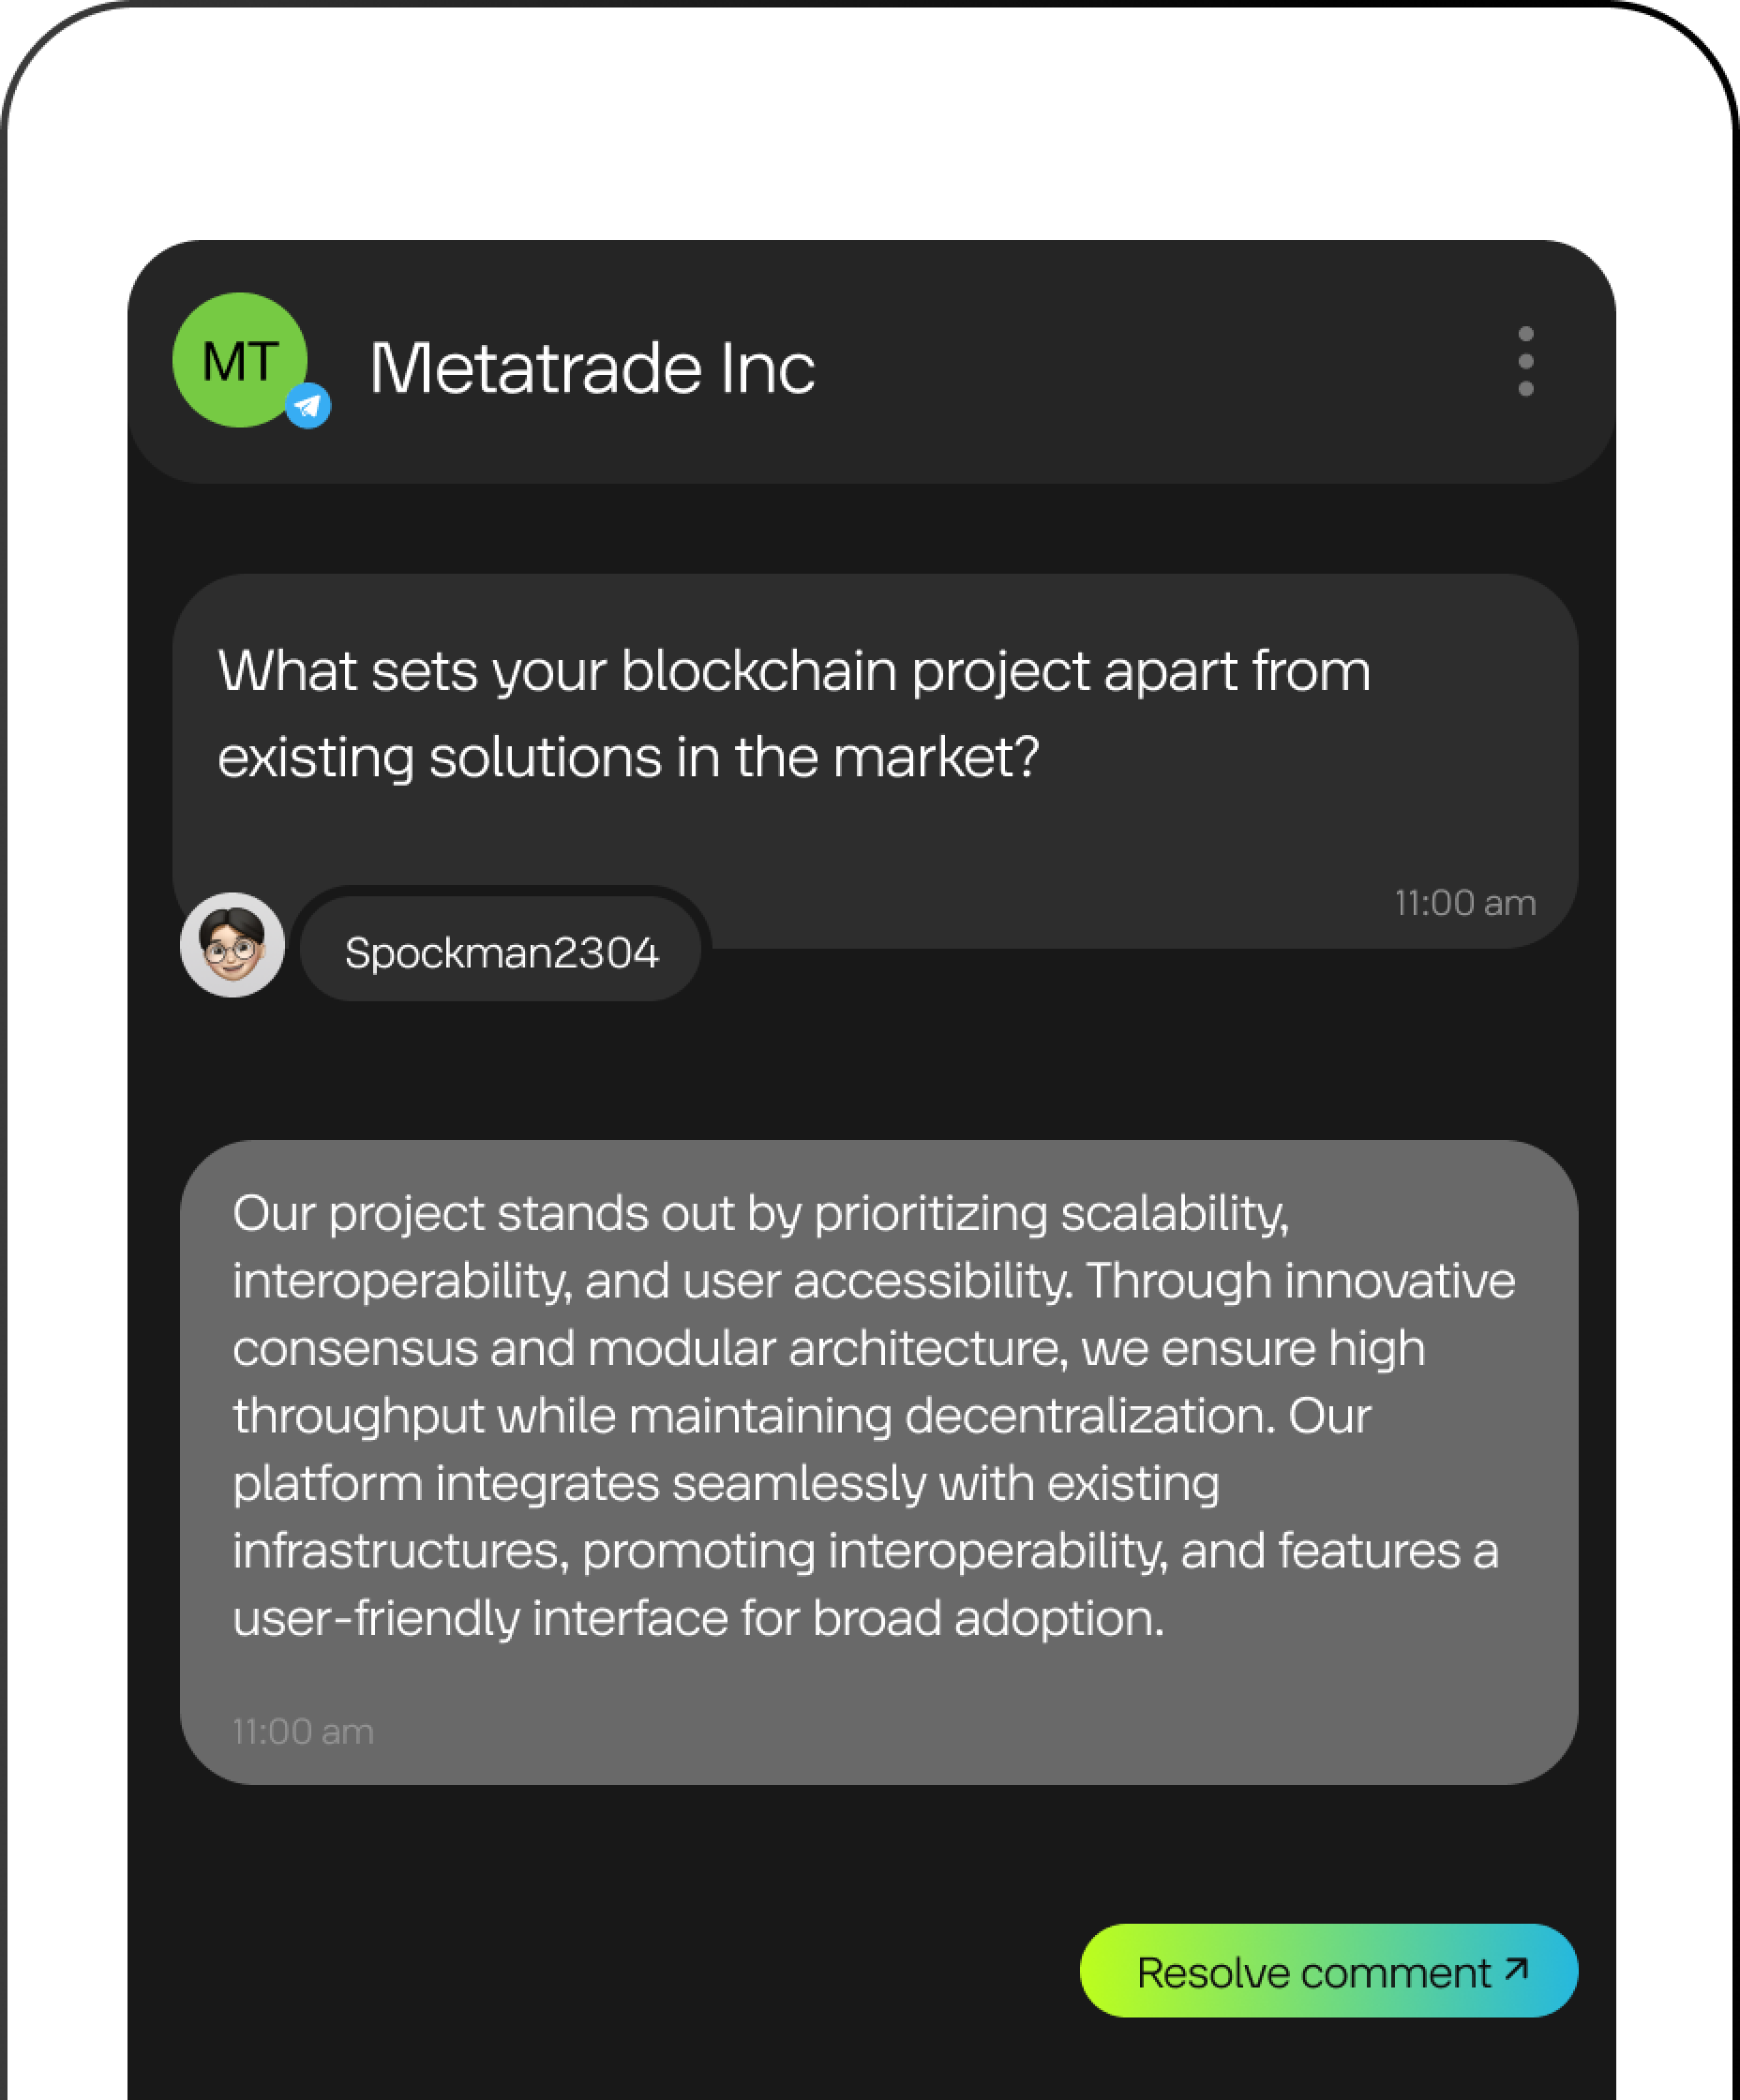 MT
Metatrade Inc
What sets your blockchain project apart from
existing solutions in the market?
11:00 am
Spockman2304
Our project stands out by prioritizing scalability,
interoperability, and user accessibility. Through innovative
consensus and modular architecture, we ensure high
throughput while maintaining decentralization. Our
platform integrates seamlessly with existing
infrastructures, promoting interoperability, and features a
user-friendly interface for broad adoption.
11:00 am
Resolve comment ↗